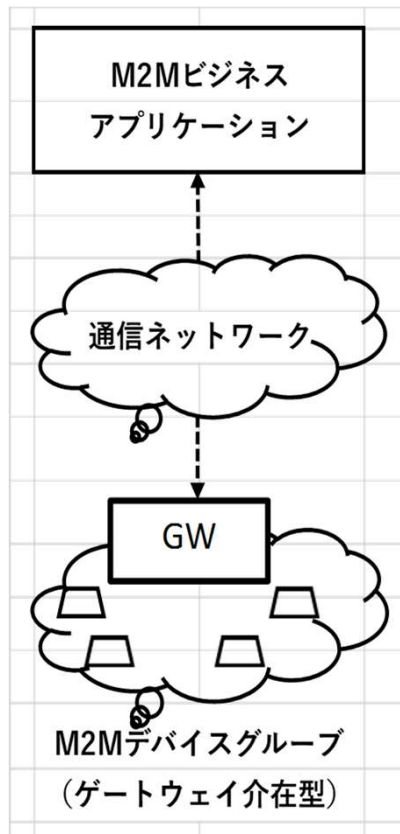 M2Mビジネス
アプリケーション
通信ネットワーク
GW
M2Mデバイスグループ
（ゲートウェイ介在型）